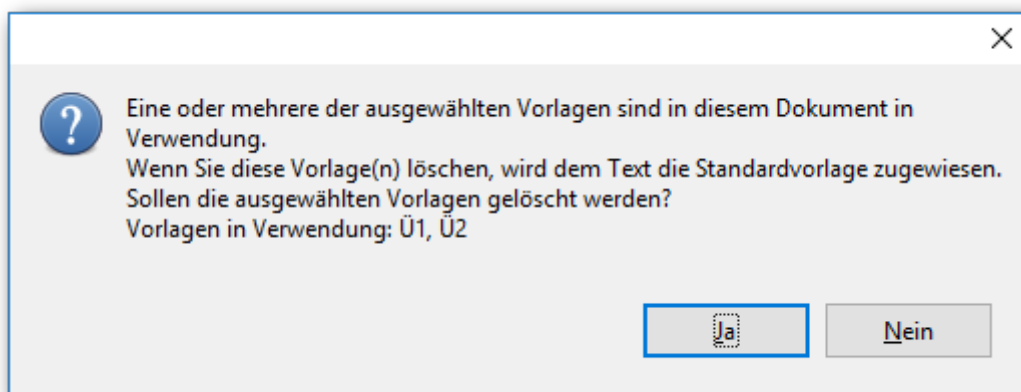 Eine oder mehrere der ausgewählten Vorlagen sind in diesem Dokument in
Verwendung.
Wenn Sie diese Vorlage(n) löschen, wird dem Text die Standardvorlage zugewiesen.
Sollen die ausgewählten Vorlagen gelöscht werden?
Vorlagen in Verwendung: Ü1, Ü2
Ja
Nein